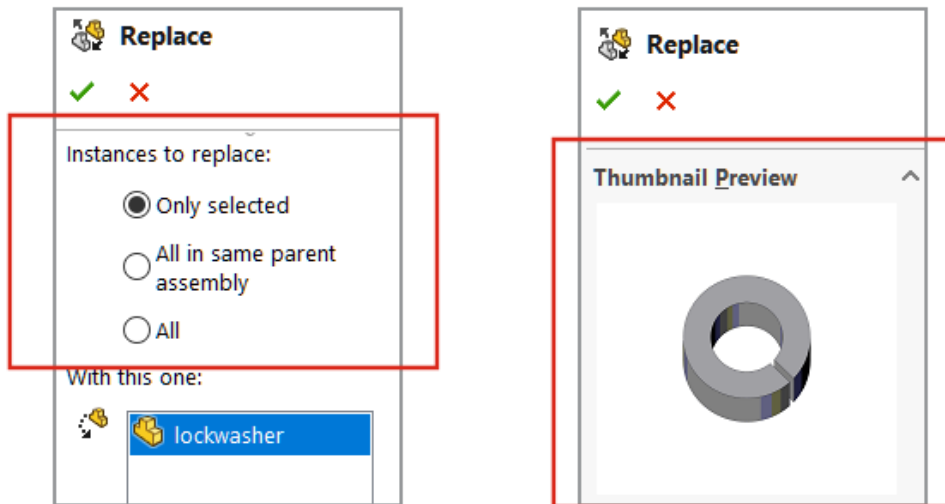 Replace
Instances to replace:
Only selected
All in same parent
assembly
All
With this one:
lockwasher
Replace
Thumbnail Preview